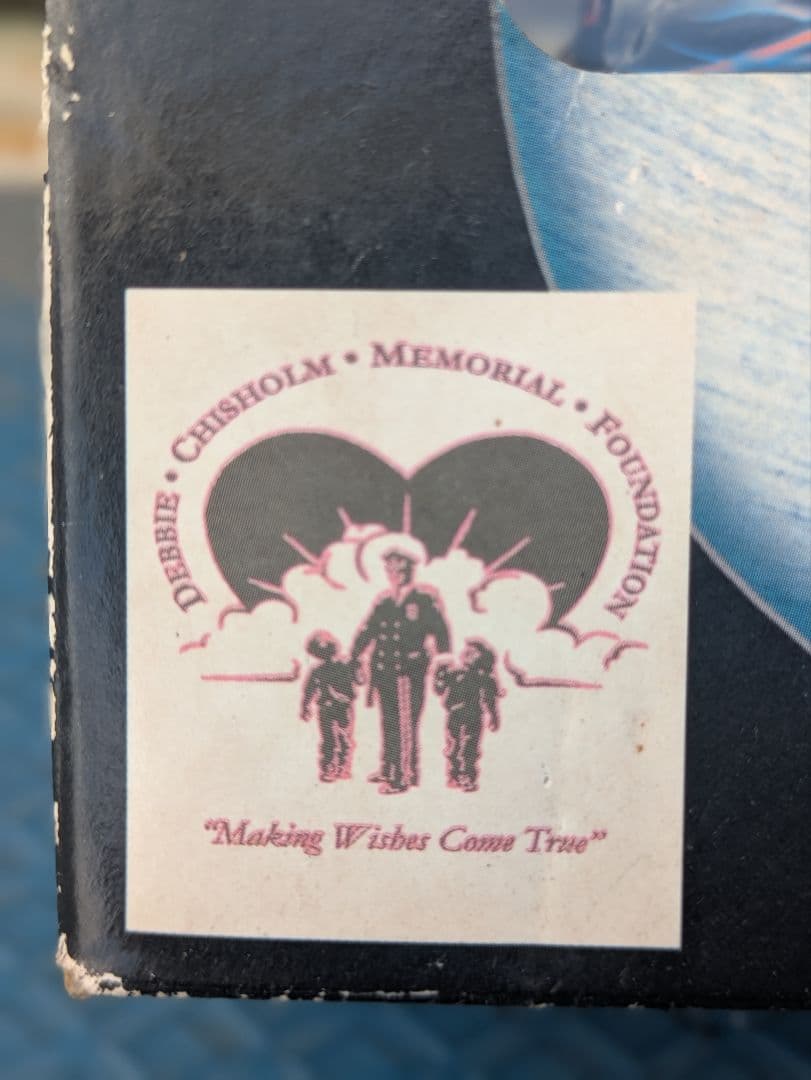 DEBBIE • CHISHOLM • MEMORIAL • FOUNDATION
"Making Wishes Come True"